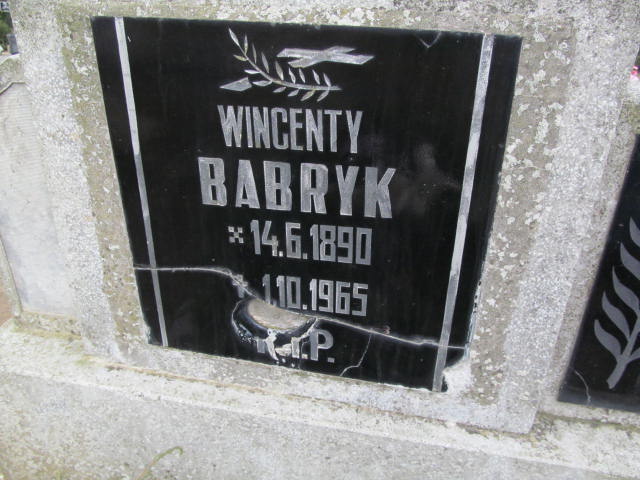 WINCENTY
BABRYK
* 14.6.1890
1.10.1965
R.I.P.